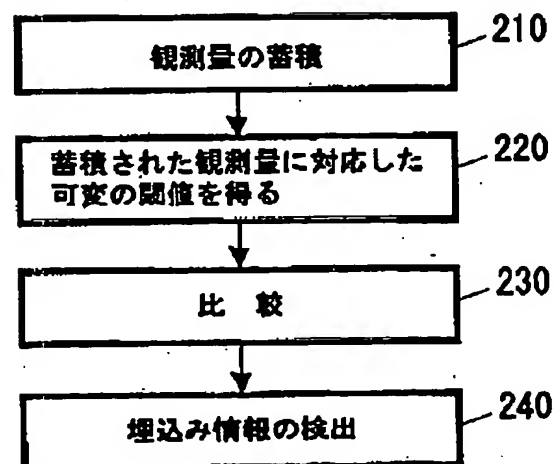 観測量の蓄積
210
蓄積された観測量に対応した
可変の閾値を得る
220
比 較
230
埋込み情報の検出
240